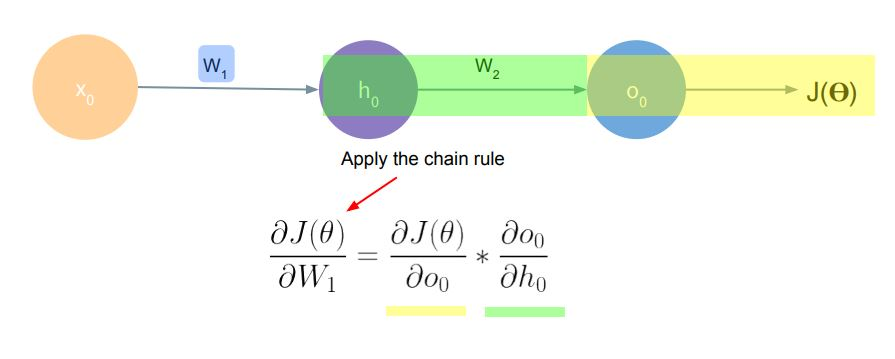 x₀ W₁ h₀ W₂ o₀ J(Θ)
Apply the chain rule
∂J(θ)/∂W₁ = ∂J(θ)/∂o₀ * ∂o₀/∂h₀